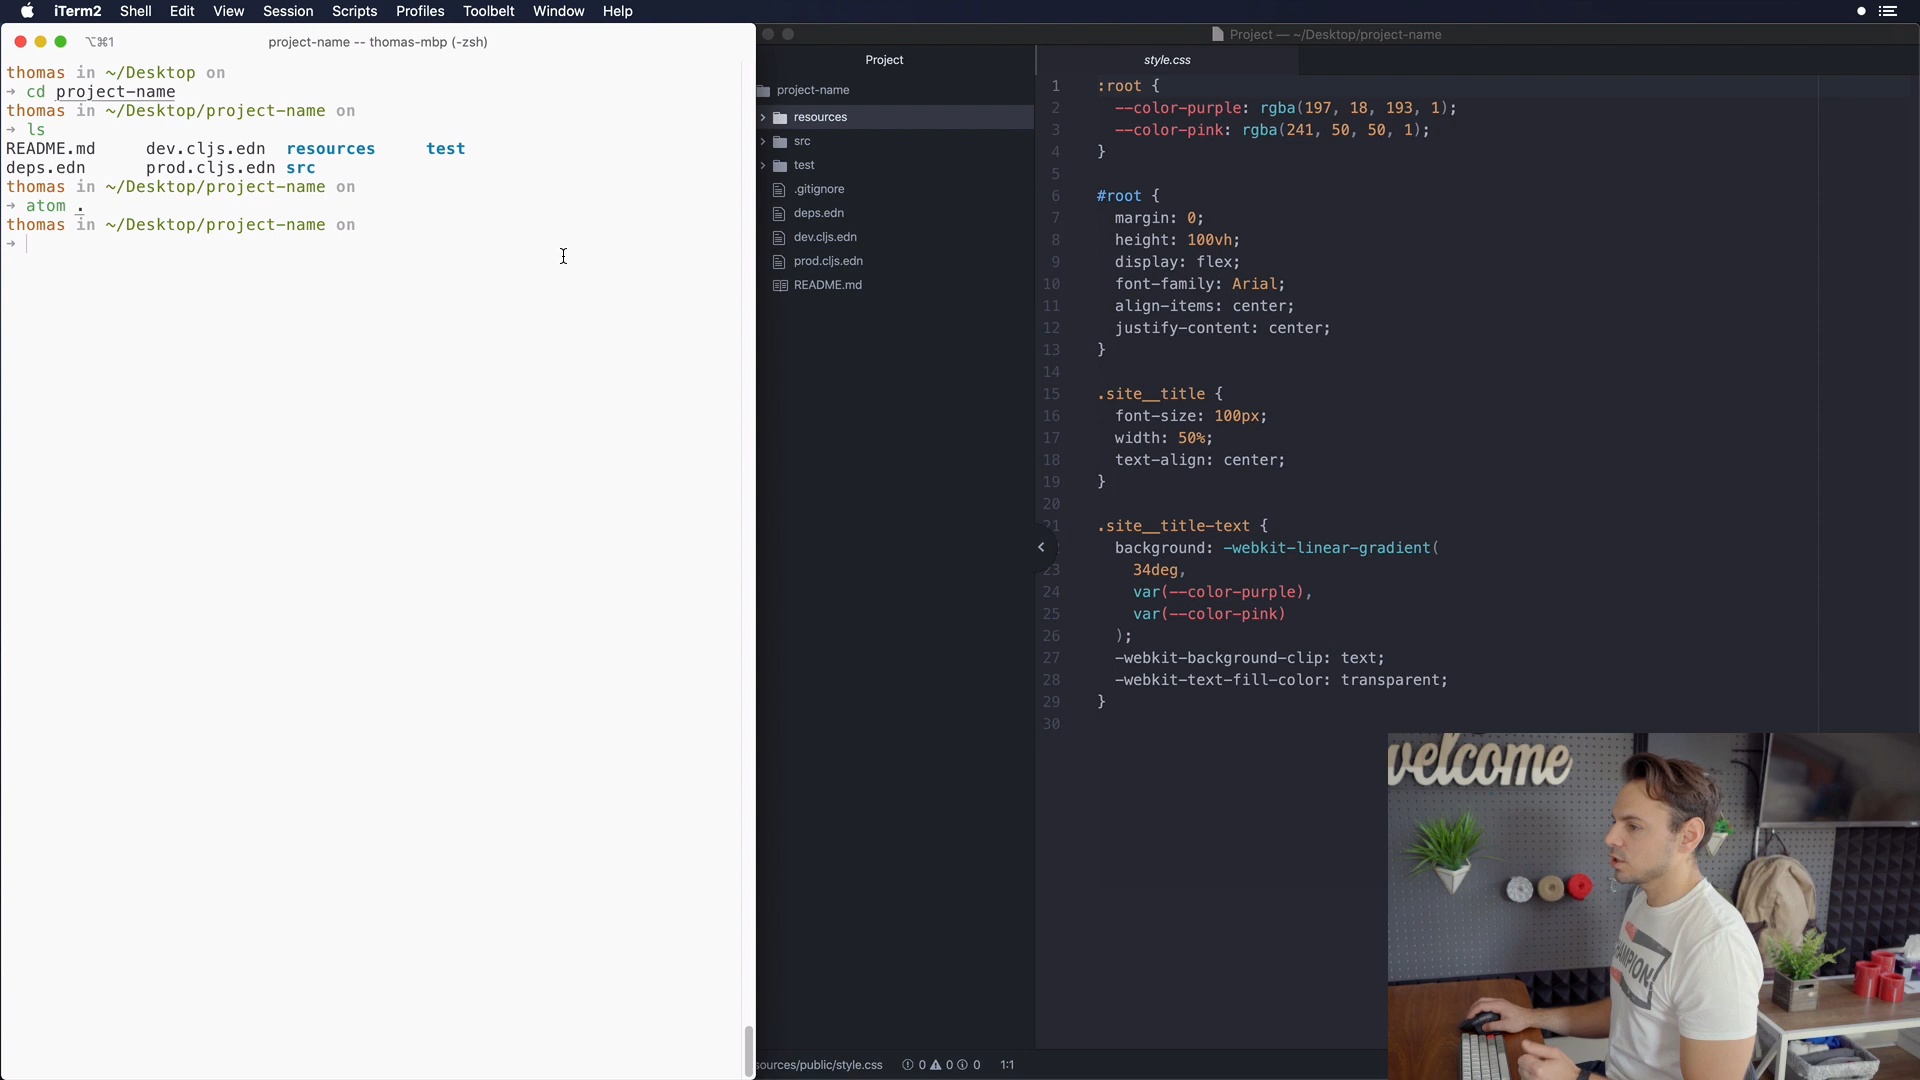 iTerm2 Shell Edit View Session Scripts Profiles Toolbelt Window Help
⌥⌘1 project-name -- thomas-mbp (-zsh)
thomas in ~/Desktop on
→ cd project-name
thomas in ~/Desktop/project-name on
→ ls
README.md dev.cljs.edn resources test
deps.edn prod.cljs.edn src
thomas in ~/Desktop/project-name on
→ atom .
thomas in ~/Desktop/project-name on
→
Project — ~/Desktop/project-name
Project
project-name
resources
src
test
.gitignore
deps.edn
dev.cljs.edn
prod.cljs.edn
README.md
style.css
1 :root {
2 --color-purple: rgba(197, 18, 193, 1);
3 --color-pink: rgba(241, 50, 50, 1);
4 }
5
6 #root {
7 margin: 0;
8 height: 100vh;
9 display: flex;
10 font-family: Arial;
11 align-items: center;
12 justify-content: center;
13 }
14
15 .site__title {
16 font-size: 100px;
17 width: 50%;
18 text-align: center;
19 }
20
21 .site__title-text {
background: -webkit-linear-gradient(
23 34deg,
24 var(--color-purple),
25 var(--color-pink)
26 );
27 -webkit-background-clip: text;
28 -webkit-text-fill-color: transparent;
29 }
30
sources/public/style.css 0 0 0 1:1
welcome
CHAMPION!